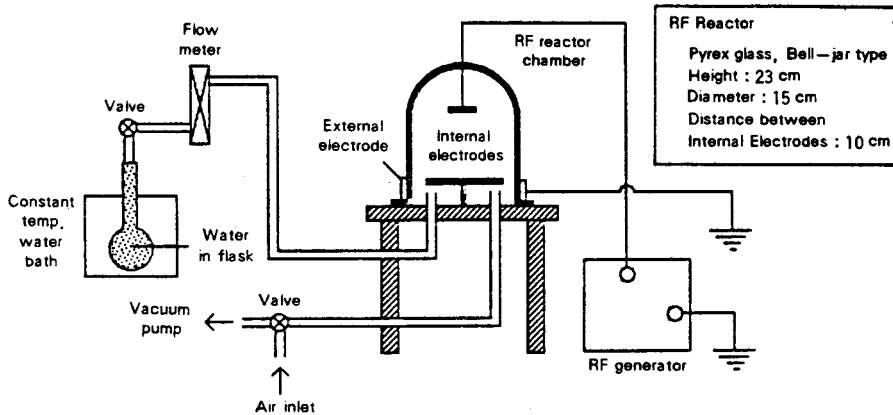 Flow
meter
Valve
Constant
temp.
water
bath
Water
in flask
External
electrode
Internal
electrodes
RF reactor
chamber
RF Reactor
Pyrex glass, Bell-jar type
Height : 23 cm
Diameter : 15 cm
Distance between
Internal Electrodes : 10 cm
Vacuum
pump
Valve
Air inlet
RF generator